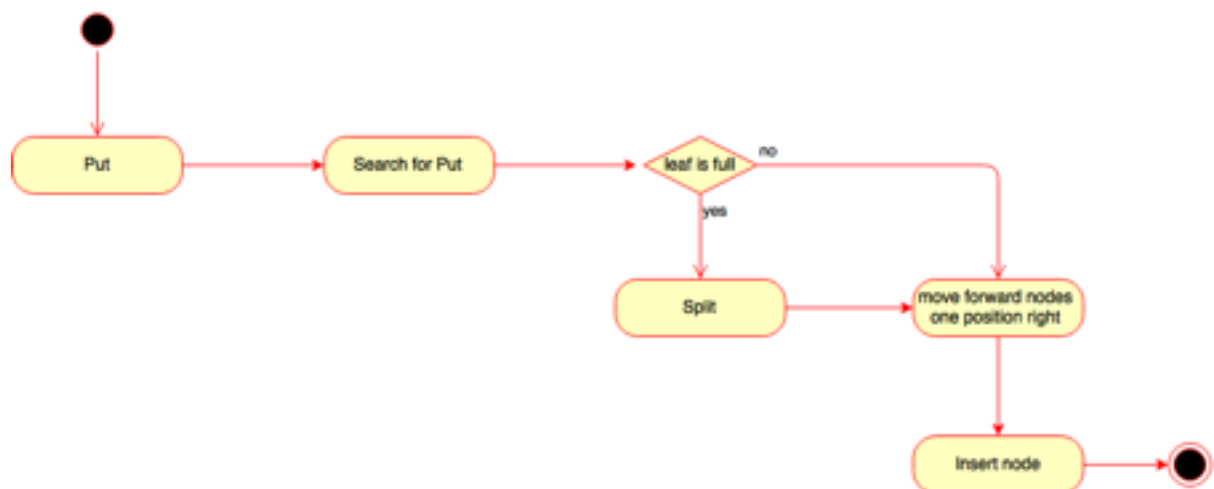 Put
Search for Put
leaf is full
no
yes
Split
move forward nodes
one position right
Insert node